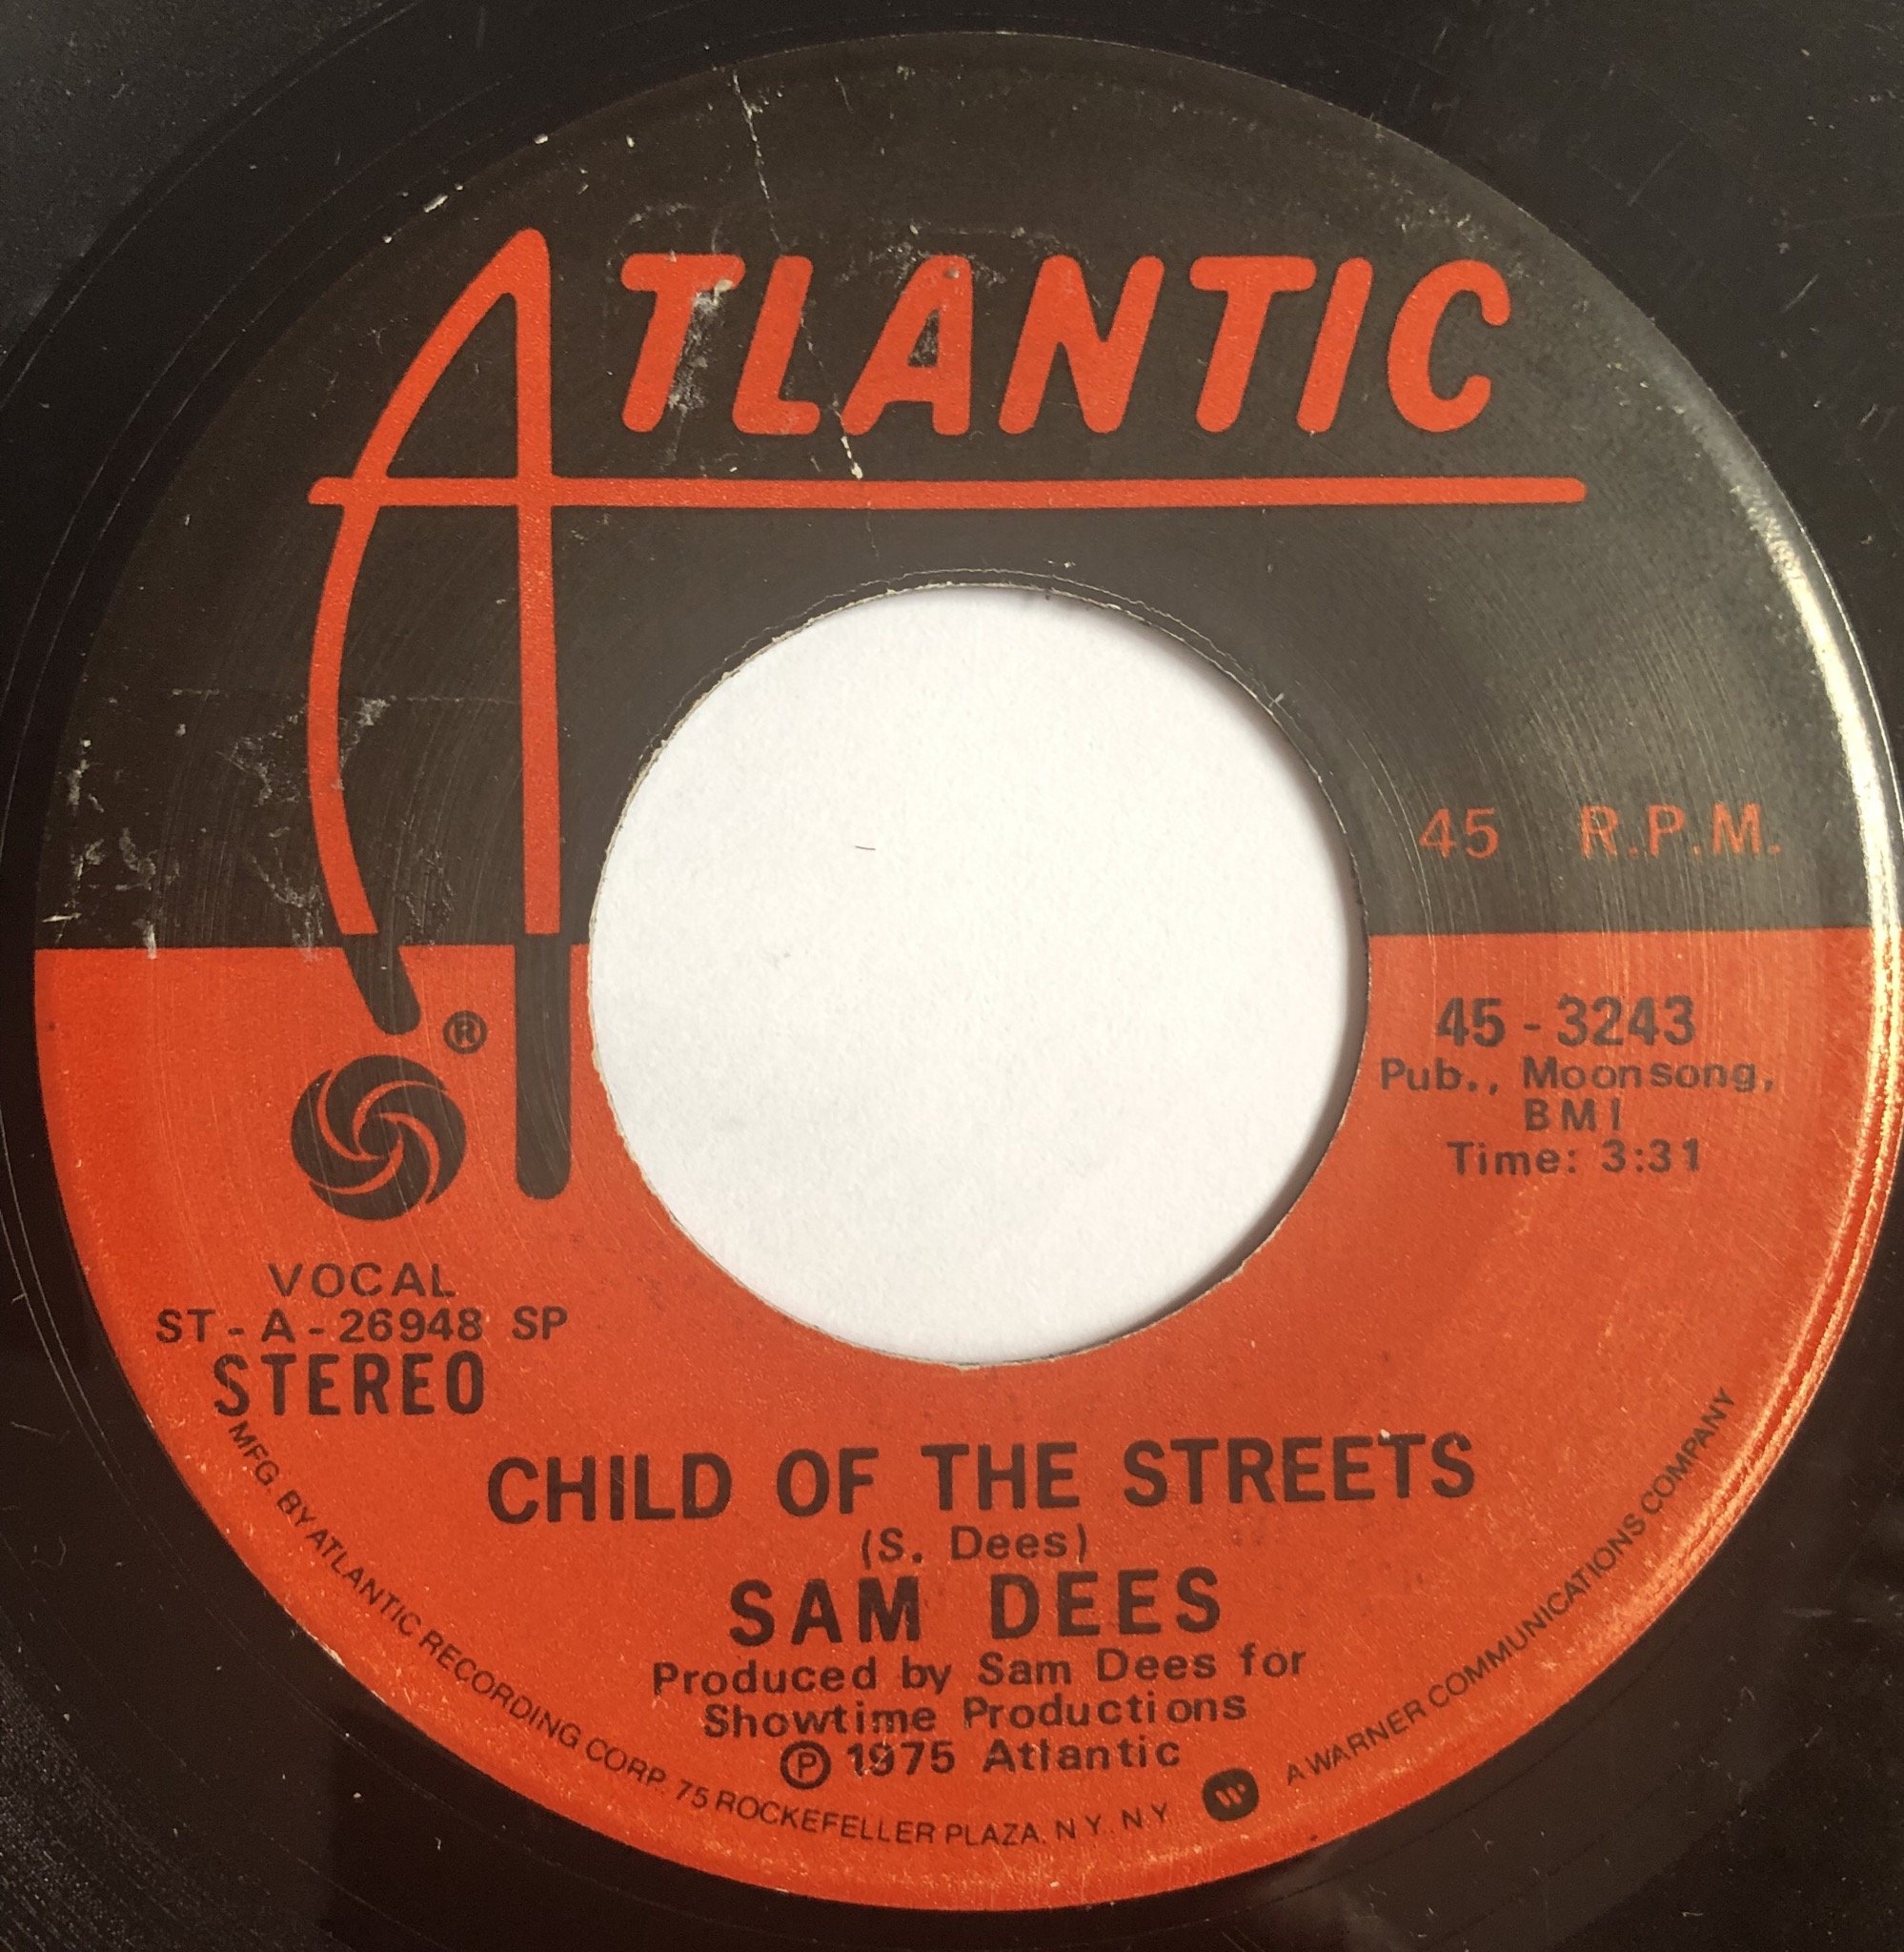 ATLANTIC
45 R.P.M.
45-3243
Pub., Moonsong,
BMI
Time: 3:31
®
VOCAL
ST-A-26948 SP
STEREO
CHILD OF THE STREETS
(S. Dees)
SAM DEES
Produced by Sam Dees for
Showtime Productions
℗ 1975 Atlantic
MFG. BY ATLANTIC RECORDING CORP. 75 ROCKEFELLER PLAZA. N Y. N Y W A WARNER COMMUNICATIONS COMPANY